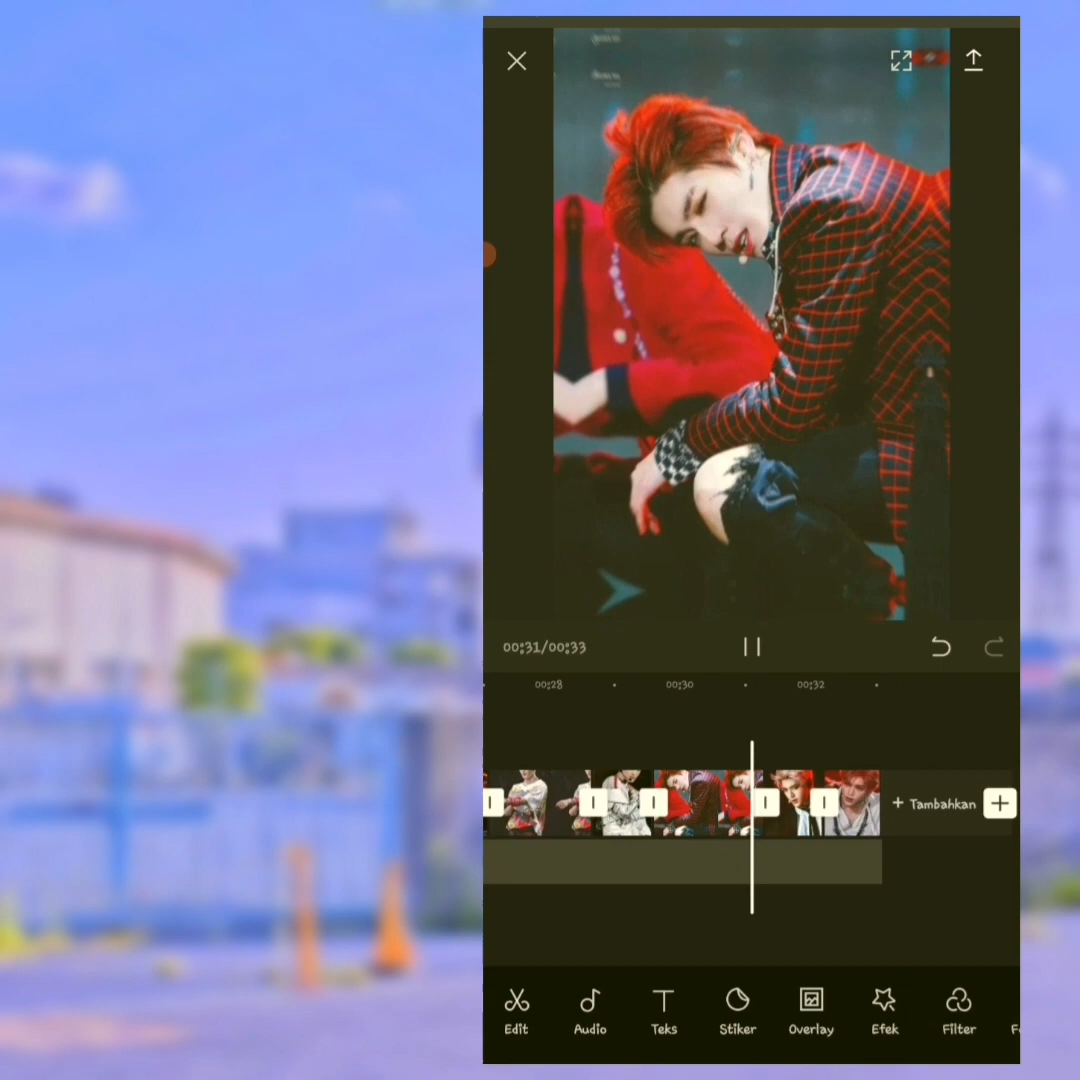 00:31/00:33
00:28 00:30 00:32
+ Tambahkan
Edit Audio Teks Stiker Overlay Efek Filter